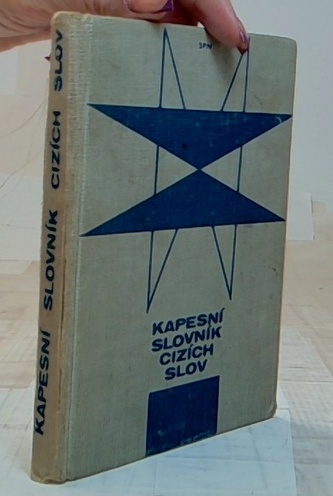 SPN
KAPESNÍ
SLOVNÍK
CIZÍCH
SLOV
KAPESNÍ SLOVNÍK CIZÍCH SLOV